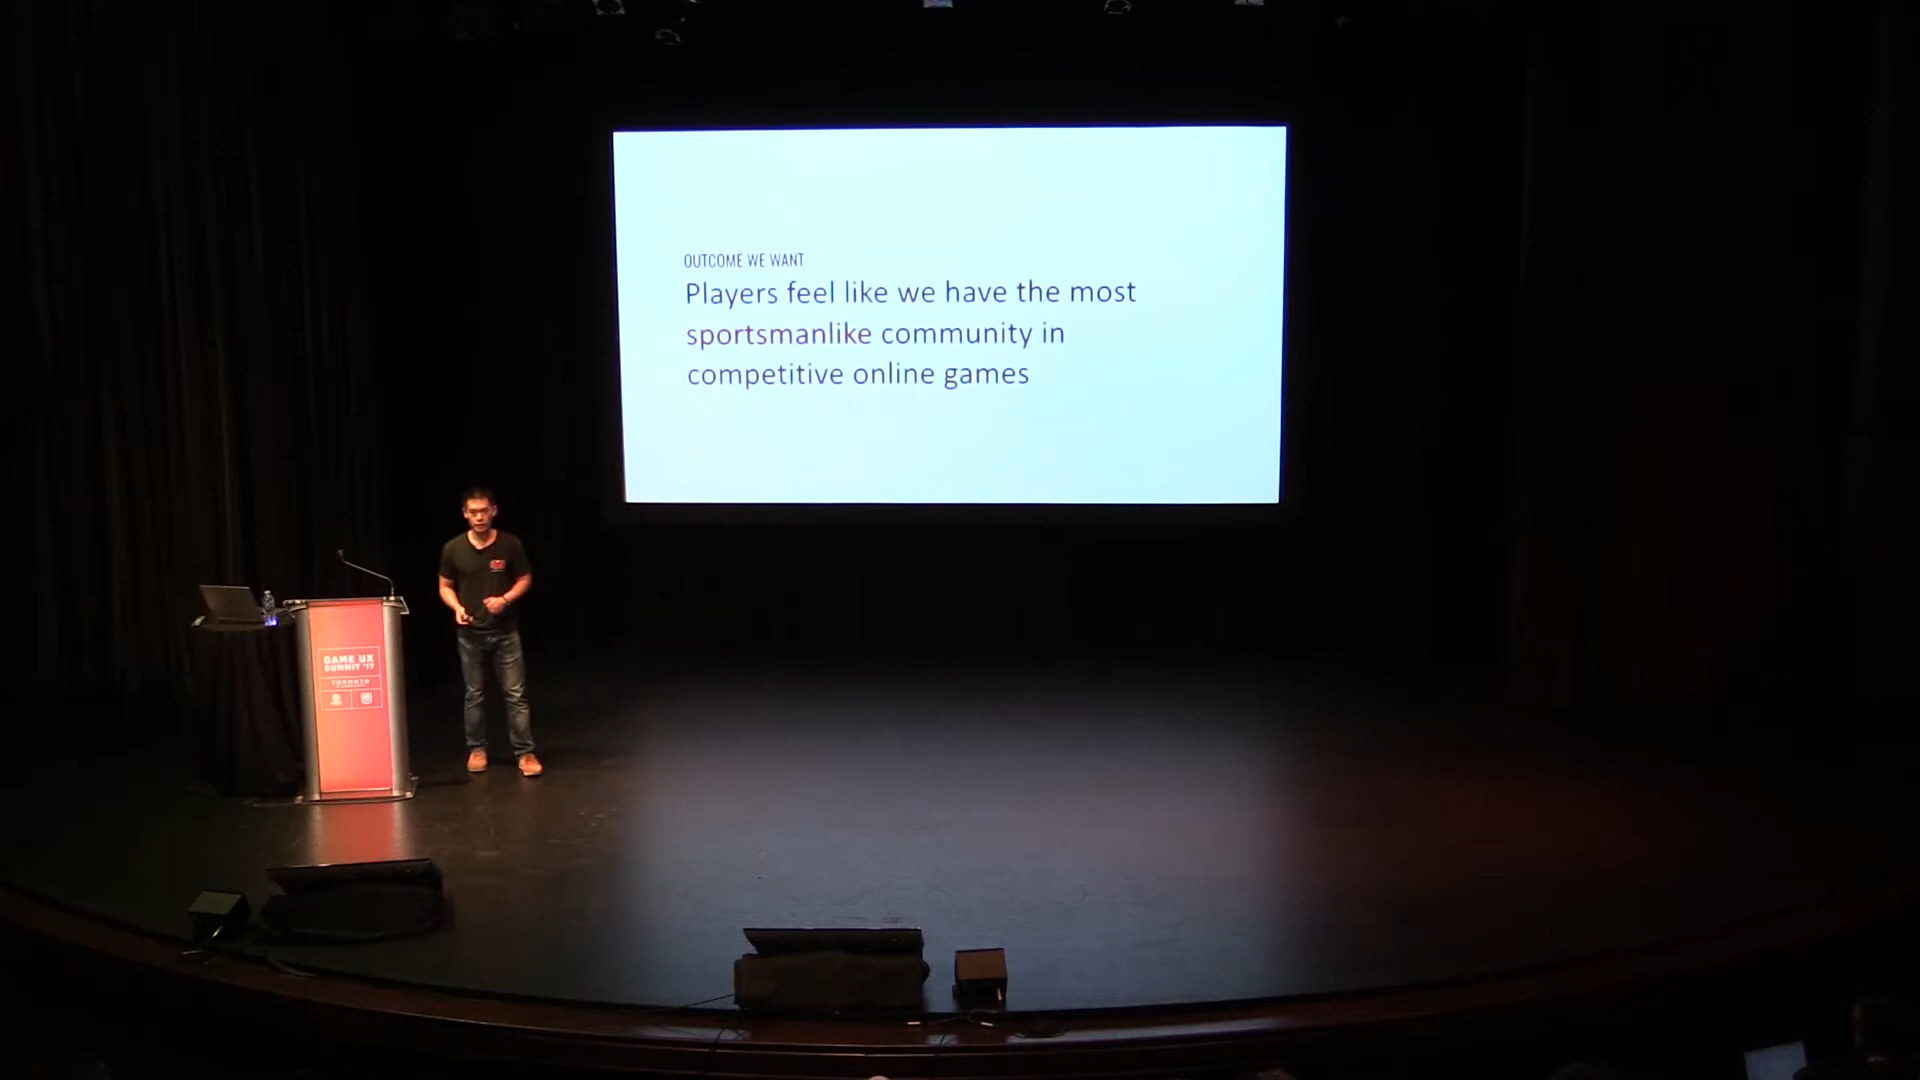 OUTCOME WE WANT
Players feel like we have the most
sportsmanlike community in
competitive online games
GAME UX
SUMMIT '17
TORONTO